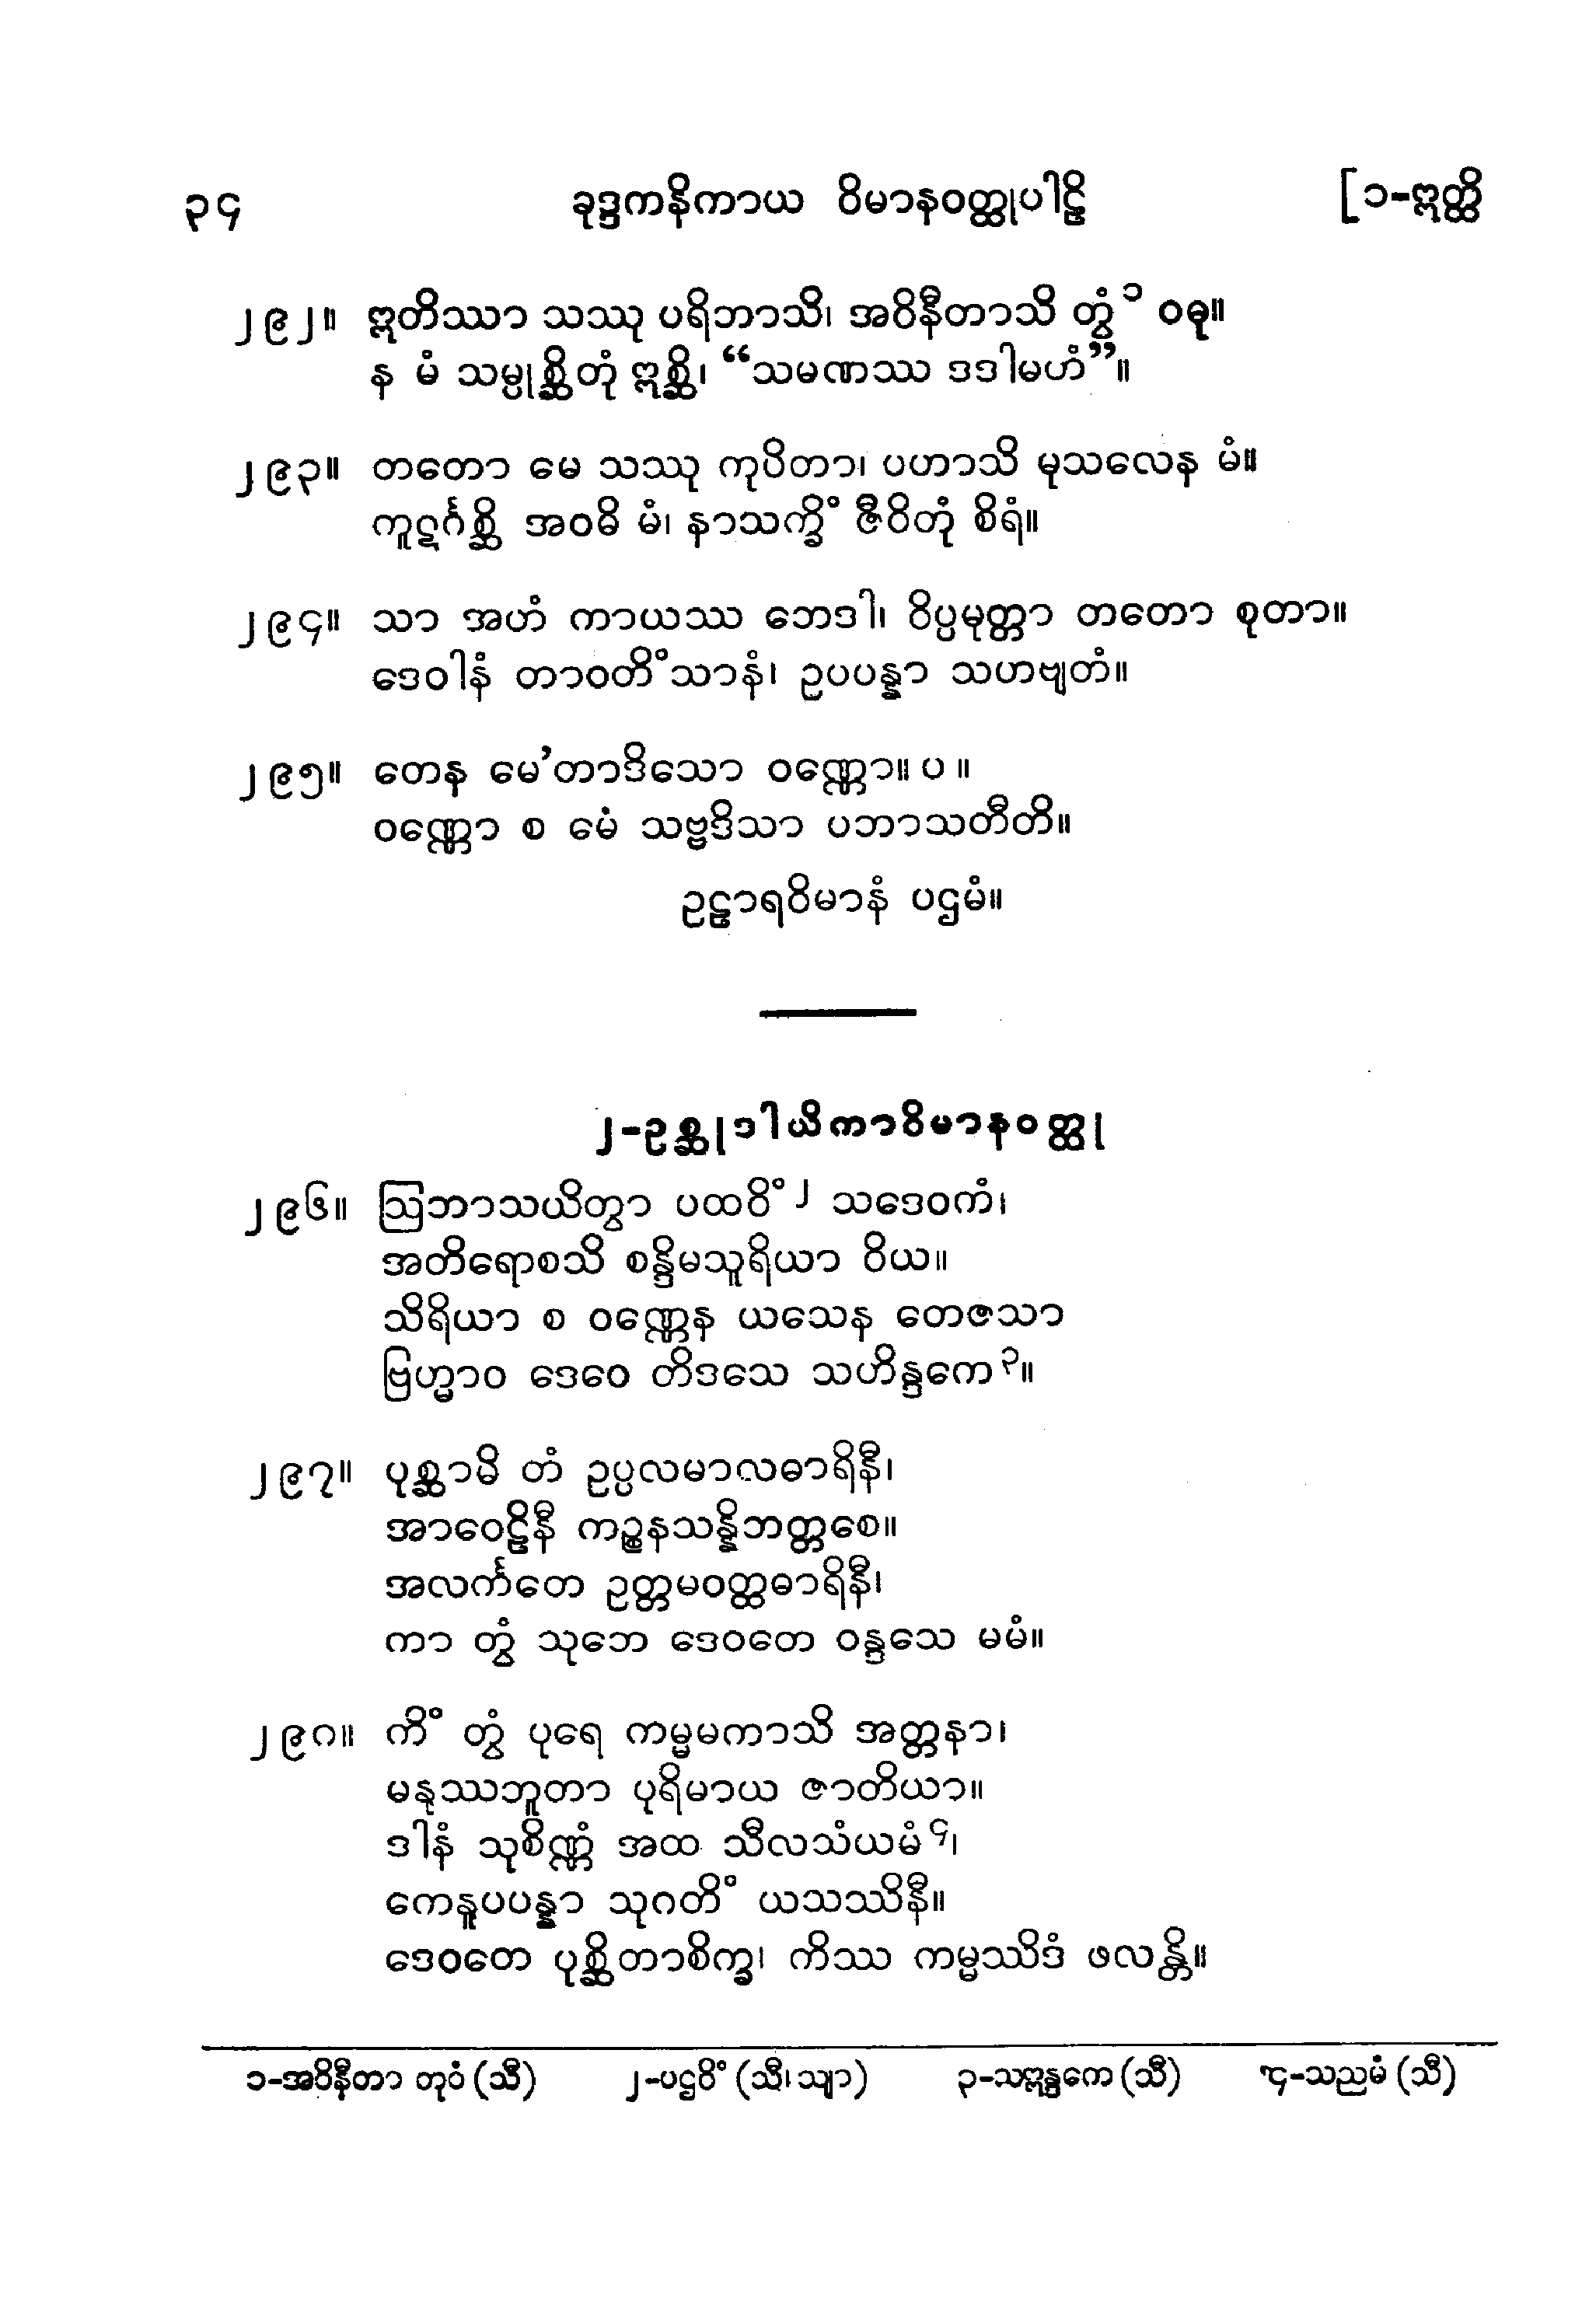 ၃၄ ခုဒ္ဒကနိကာယ ဝိမာနဝတ္ထုပါဠိ [၁-ဣတ္ထိ
၂၉၂။ ဣတိဿာ သဿု ပရိဘာသိ၊ အဝိနီတာသိ တွံ ၁ ဝဓု။
န မံ သမ္ပုစ္ဆိတုံ ဣစ္ဆိ၊ “သမဏဿ ဒဒါမဟံ”။
၂၉၃။ တတော မေ သဿု ကုပိတာ၊ ပဟာသိ မုသလေန မံ။
ကူဋင်္ဂစ္ဆိ အဝဓိ မံ၊ နာသက္ခိံ ဇီဝိတုံ စိရံ။
၂၉၄။ သာ အဟံ ကာယဿ ဘေဒါ၊ ဝိပ္ပမုတ္တာ တတော စုတာ။
ဒေဝါနံ တာဝတိံသာနံ၊ ဥပပန္နာ သဟဗျတံ။
၂၉၅။ တေန မေ’တာဒိသော ဝဏ္ဏော။ ပ ။
ဝဏ္ဏော စ မေ သဗ္ဗဒိသာ ပဘာသတီတိ။
ဥဠာရဝိမာနံ ပဌမံ။
၂-ဥစ္ဆုဒါယိကာဝိမာနဝတ္ထု
၂၉၆။ ဩဘာသယိတွာ ပထဝိံ ၂ သဒေဝကံ၊
အတိရောစသိ စန္ဒိမသူရိယာ ဝိယ။
သိရိယာ စ ဝဏ္ဏေန ယသေန တေဇသာ
ဗြဟ္မာဝ ဒေဝေ တိဒသေ သဟိန္ဒကေ ၃။
၂၉၇။ ပုစ္ဆာမိ တံ ဥပ္ပလမာလဓာရိနီ၊
အာဝေဠိနီ ကဉ္စနသန္နိဘတ္တစေ။
အလင်္ကတေ ဥတ္တမဝတ္ထဓာရိနီ၊
ကာ တွံ သုဘေ ဒေဝတေ ဝန္ဒသေ မမံ။
၂၉၈။ ကိံ တွံ ပုရေ ကမ္မမကာသိ အတ္တနာ၊
မနုဿဘူတာ ပုရိမာယ ဇာတိယာ။
ဒါနံ သုစိဏ္ဏံ အထ သီလသံယမံ ၄၊
ကေနူပပန္နာ သုဂတိံ ယသဿိနီ။
ဒေဝတေ ပုစ္ဆိတာစိက္ခ၊ ကိဿ ကမ္မဿိဒံ ဖလန္တိ။
၁-အဝိနီတာ တုဝံ (သီ) ၂-ပဌဝိံ (သီ၊ သျာ) ၃-သဣန္ဒကေ (သီ) ၄-သညမံ (သီ)